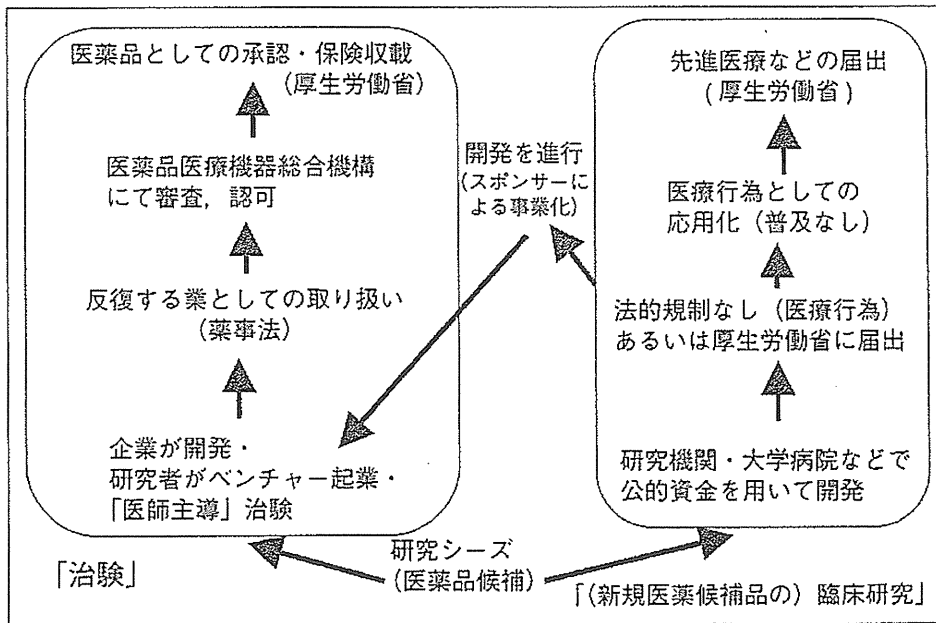 医薬品としての承認・保険収載
(厚生労働省)
医薬品医療機器総合機構
にて審査，認可
反復する業としての取り扱い
(薬事法)
企業が開発・
研究者がベンチャー起業・
「医師主導」治験
「治験」
開発を進行
(スポンサーに
よる事業化)
研究シーズ
(医薬品候補)
先進医療などの届出
(厚生労働省)
医療行為としての
応用化（普及なし）
法的規制なし（医療行為）
あるいは厚生労働省に届出
研究機関・大学病院などで
公的資金を用いて開発
「(新規医薬候補品の) 臨床研究」